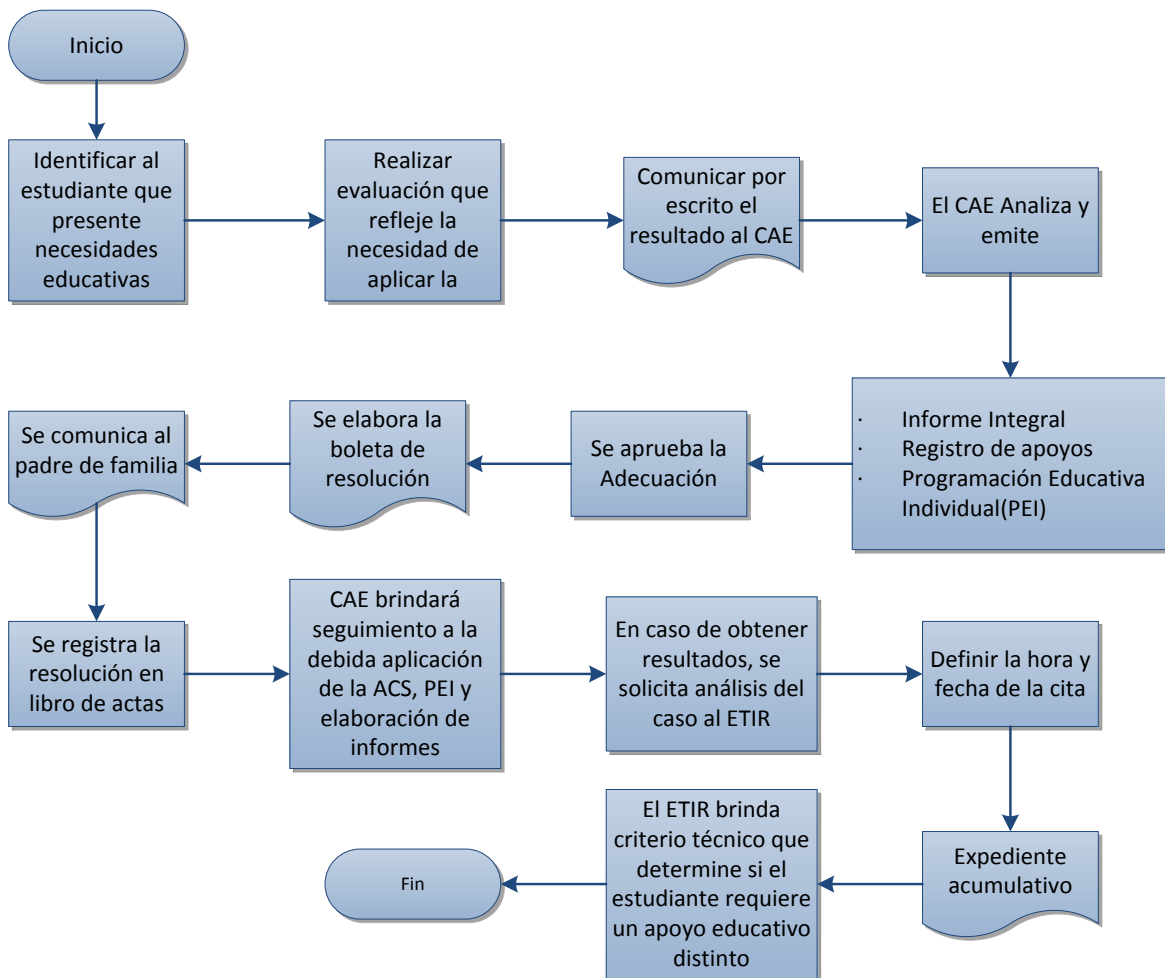 Inicio
Identificar al
estudiante que
presente
necesidades
educativas
Realizar
evaluación que
refleje la
necesidad de
aplicar la
Comunicar por
escrito el
resultado al CAE
El CAE Analiza y
emite
· Informe Integral
· Registro de apoyos
· Programación Educativa
Individual(PEI)
Se aprueba la
Adecuación
Se elabora la
boleta de
resolución
Se comunica al
padre de familia
Se registra la
resolución en
libro de actas
CAE brindará
seguimiento a la
debida aplicación
de la ACS, PEI y
elaboración de
informes
En caso de obtener
resultados, se
solicita análisis del
caso al ETIR
Definir la hora y
fecha de la cita
Expediente
acumulativo
El ETIR brinda
criterio técnico que
determine si el
estudiante requiere
un apoyo educativo
distinto
Fin